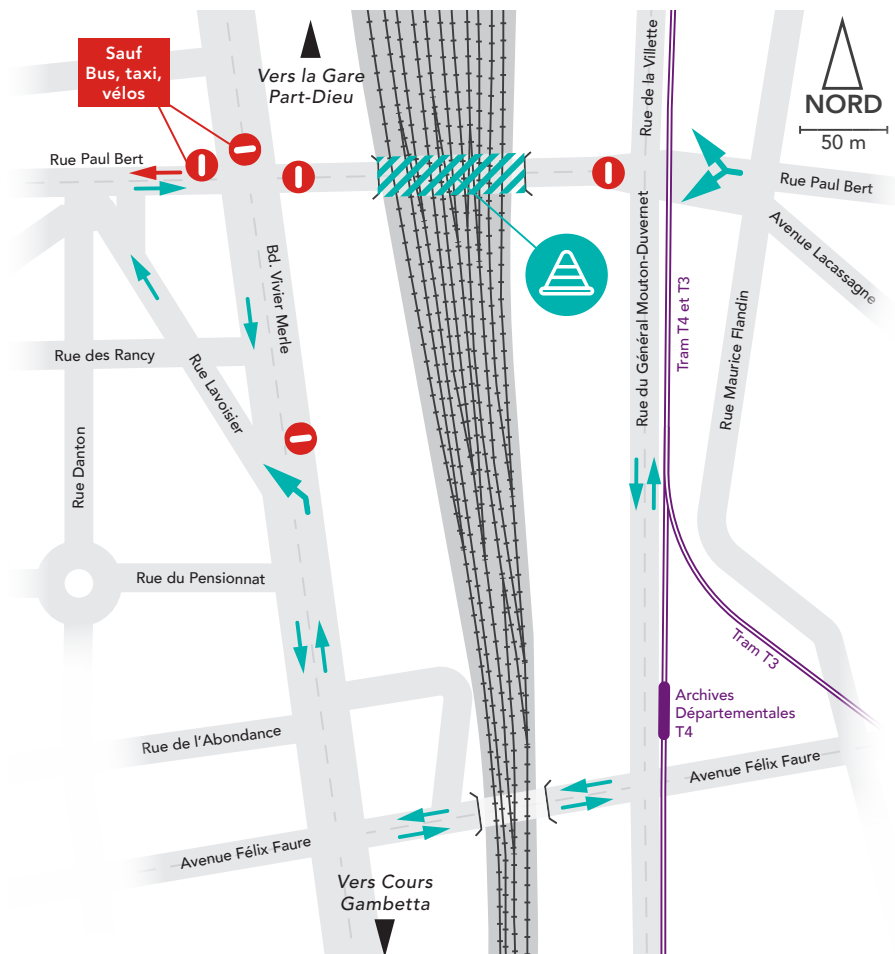 Sauf
Bus, taxi,
vélos
Vers la Gare
Part-Dieu
Rue de la Villette
NORD
50 m
Rue Paul Bert
Rue Paul Bert
Avenue Lacassagne
Bd. Vivier Merle
Rue du Général Mouton-Duvernet
Tram T4 et T3
Rue Maurice Flandin
Rue des Rancy
Rue Lavoisier
Rue Danton
Rue du Pensionnat
Tram T3
Archives
Départementales
T4
Rue de l'Abondance
Avenue Félix Faure
Avenue Félix Faure
Vers Cours
Gambetta